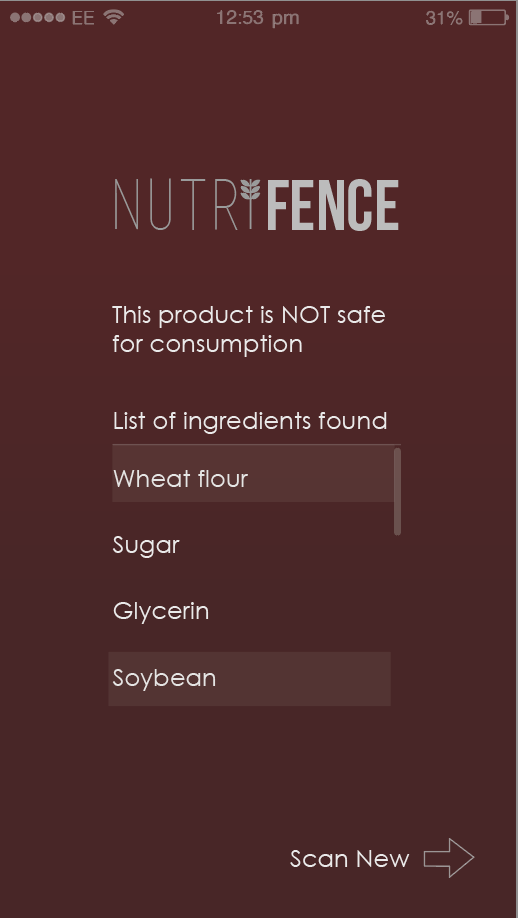 EE 12:53 pm 31%
NUTRIFENCE
This product is NOT safe
for consumption
List of ingredients found
Wheat flour
Sugar
Glycerin
Soybean
Scan New